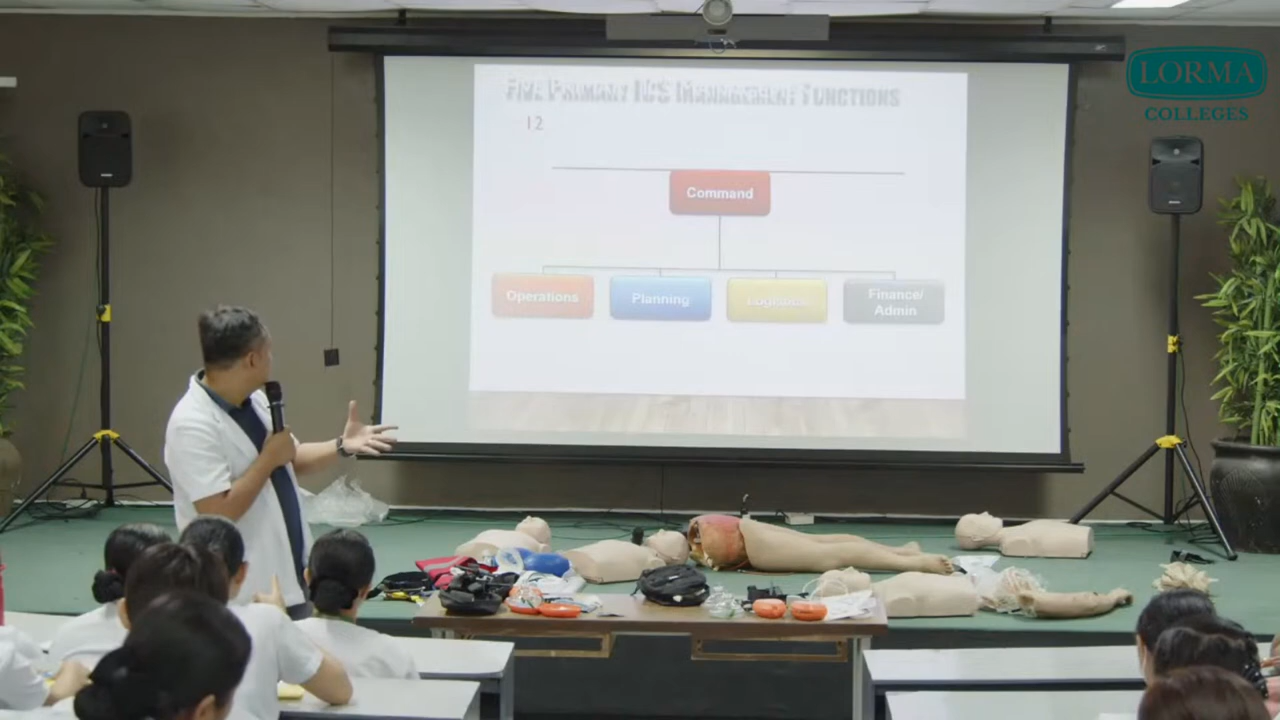 FIVE PRIMARY ICS MANAGEMENT FUNCTIONS
12
Command
Operations
Planning
Logistics
Finance/
Admin
LORMA
COLLEGES